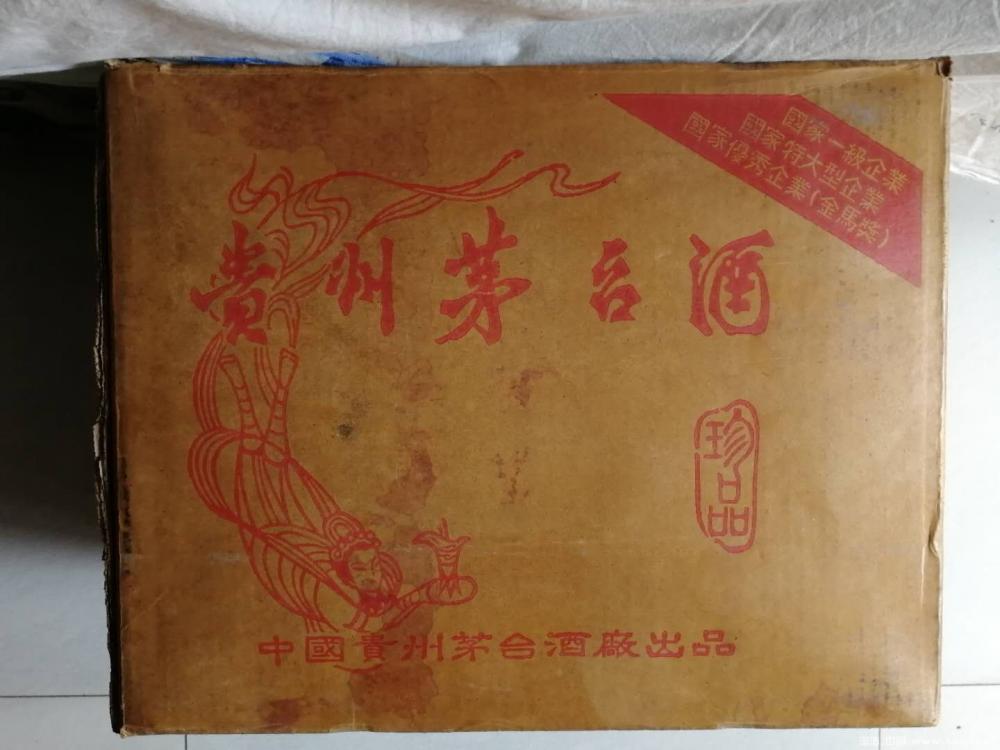 國家一級企業
國家特大型企業
國家優秀企業(金馬獎)
貴州茅台酒
珍品
中國貴州茅台酒廠出品